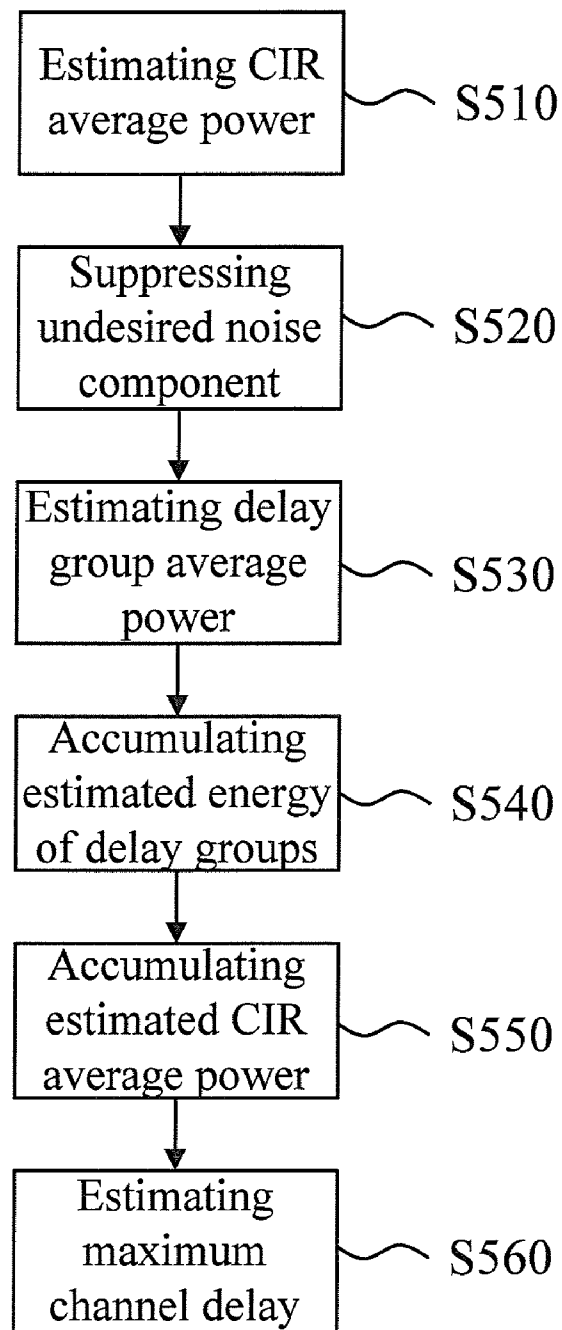 Estimating CIR
average power
S510
Suppressing
undesired noise
component
S520
Estimating delay
group average
power
S530
Accumulating
estimated energy
of delay groups
S540
Accumulating
estimated CIR
average power
S550
Estimating
maximum
channel delay
S560